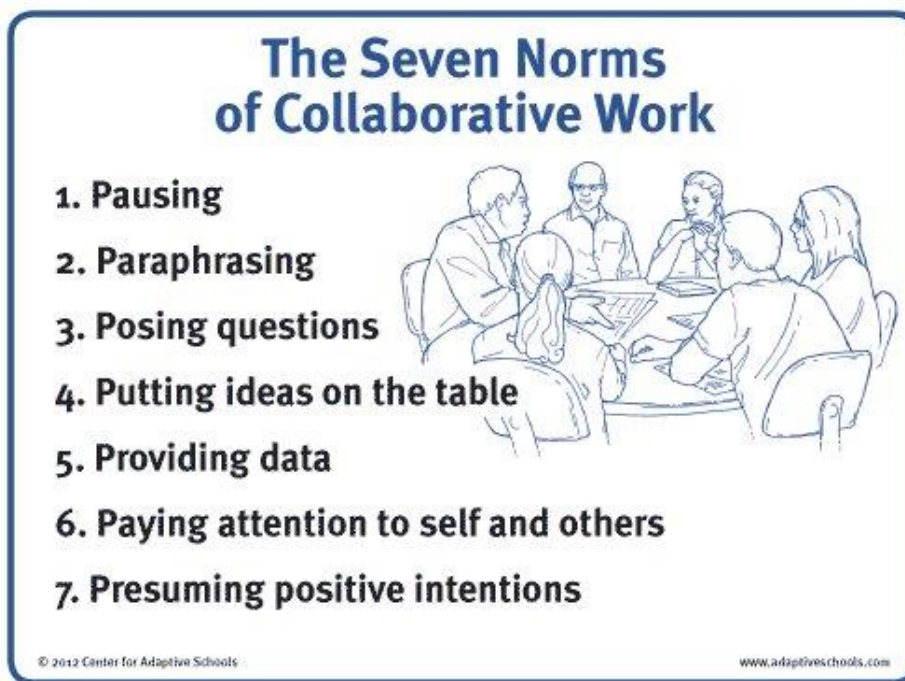 The Seven Norms
of Collaborative Work
1. Pausing
2. Paraphrasing
3. Posing questions
4. Putting ideas on the table
5. Providing data
6. Paying attention to self and others
7. Presuming positive intentions
© 2012 Center for Adaptive Schools
www.adaptiveschools.com